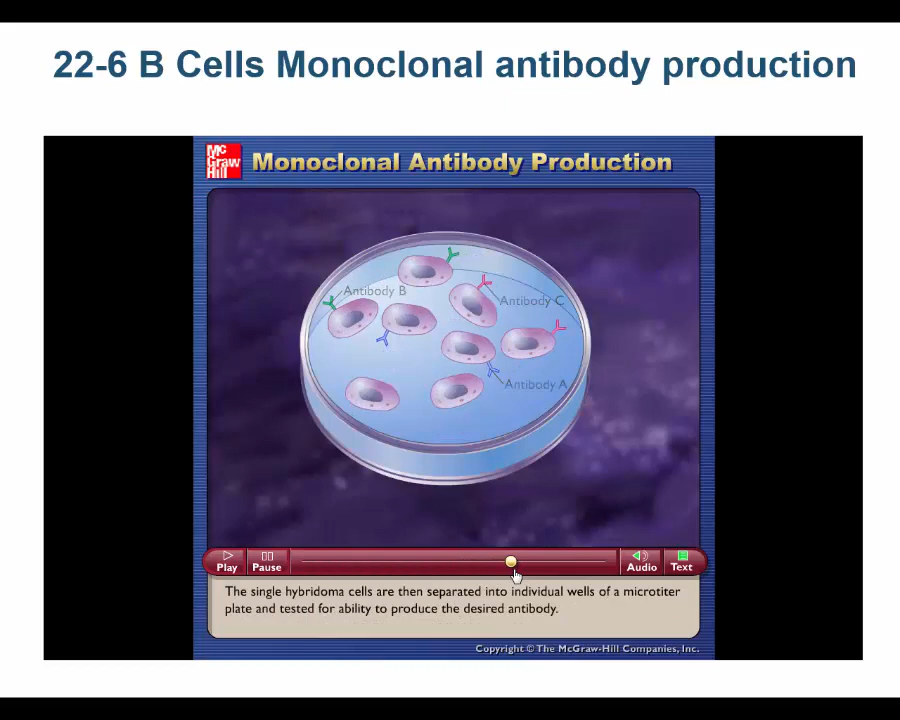 22-6 B Cells Monoclonal antibody production
Mc
Graw
Hill
Monoclonal Antibody Production
Antibody B
Antibody C
Antibody A
Play
Pause
Audio
Text
The single hybridoma cells are then separated into individual wells of a microtiter
plate and tested for ability to produce the desired antibody.
Copyright © The McGraw-Hill Companies, Inc.